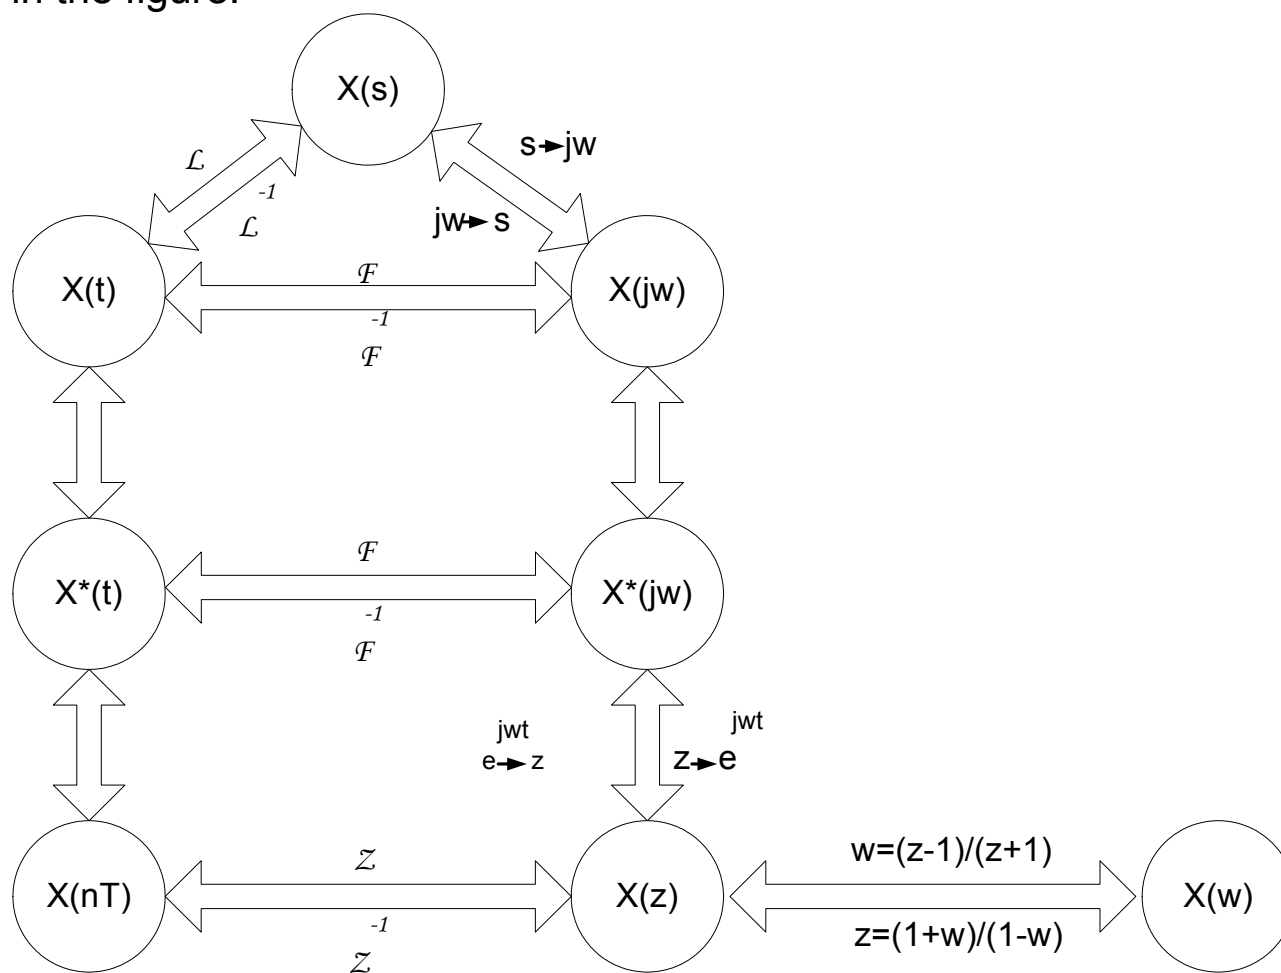 in the figure.
X(s)
s→jw
ℒ
-1
ℒ
jw→ s
X(t)
ℱ
X(jw)
-1
ℱ
X*(t)
ℱ
X*(jw)
-1
ℱ
jwt
jwt
e→ z
z→e
X(nT)
𝒵
X(z)
w=(z-1)/(z+1)
X(w)
-1
z=(1+w)/(1-w)
𝒵